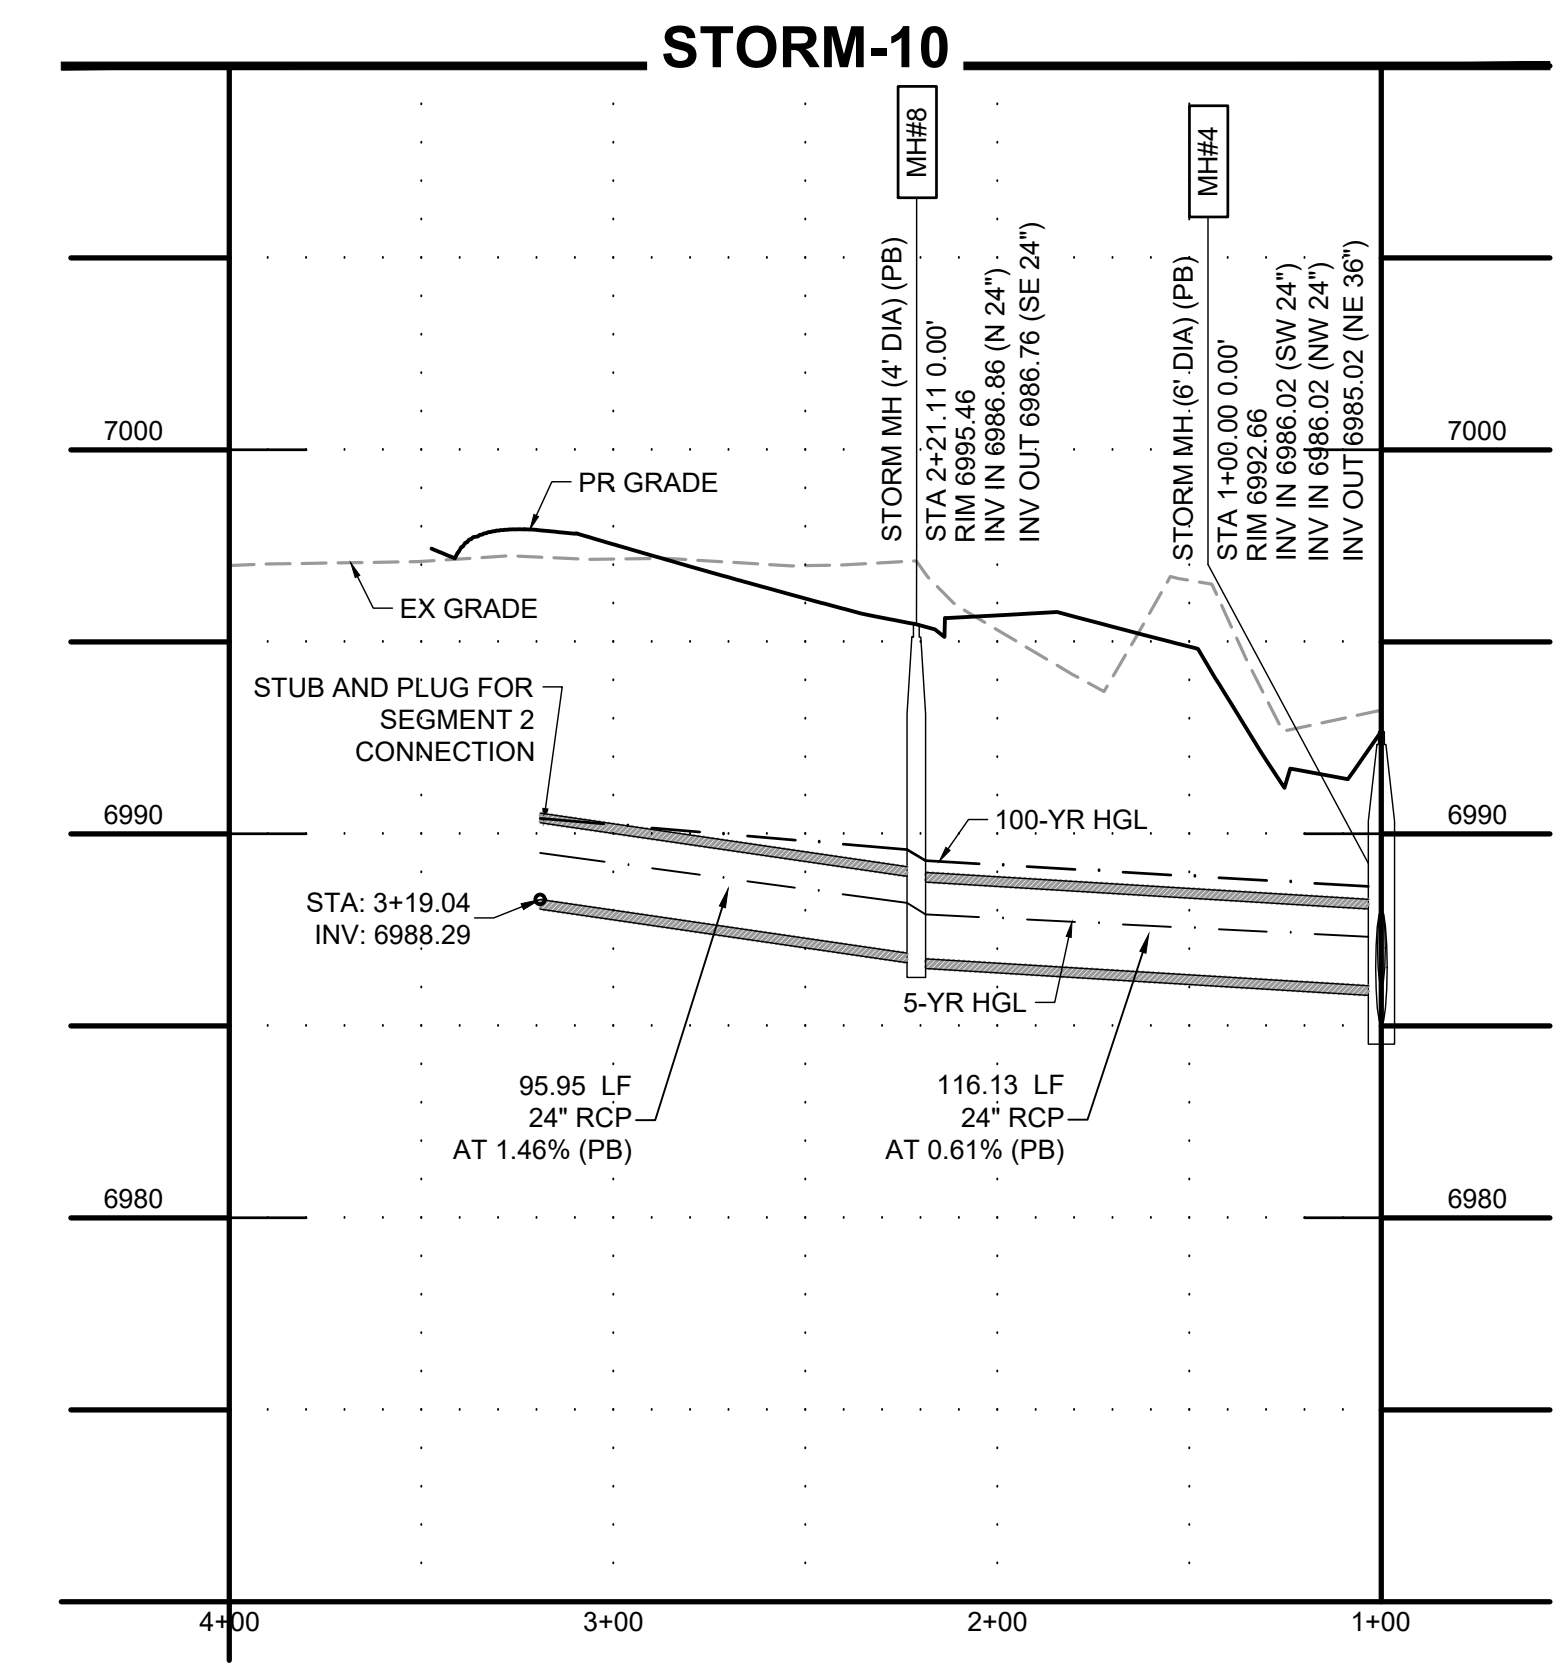 STORM-10
MH#8
MH#4
STORM MH (4' DIA) (PB)
STA 2+21.11 0.00'
RIM 6995.46
INV IN 6986.86 (N 24")
INV OUT 6986.76 (SE 24")
STORM MH (6' DIA) (PB)
STA 1+00.00 0.00'
RIM 6992.66
INV IN 6986.02 (SW 24")
INV IN 6986.02 (NW 24")
INV OUT 6985.02 (NE 36")
7000
7000
PR GRADE
EX GRADE
STUB AND PLUG FOR
SEGMENT 2
CONNECTION
6990
6990
100-YR HGL
STA: 3+19.04
INV: 6988.29
5-YR HGL
95.95 LF
24" RCP
AT 1.46% (PB)
116.13 LF
24" RCP
AT 0.61% (PB)
6980
6980
4+00
3+00
2+00
1+00